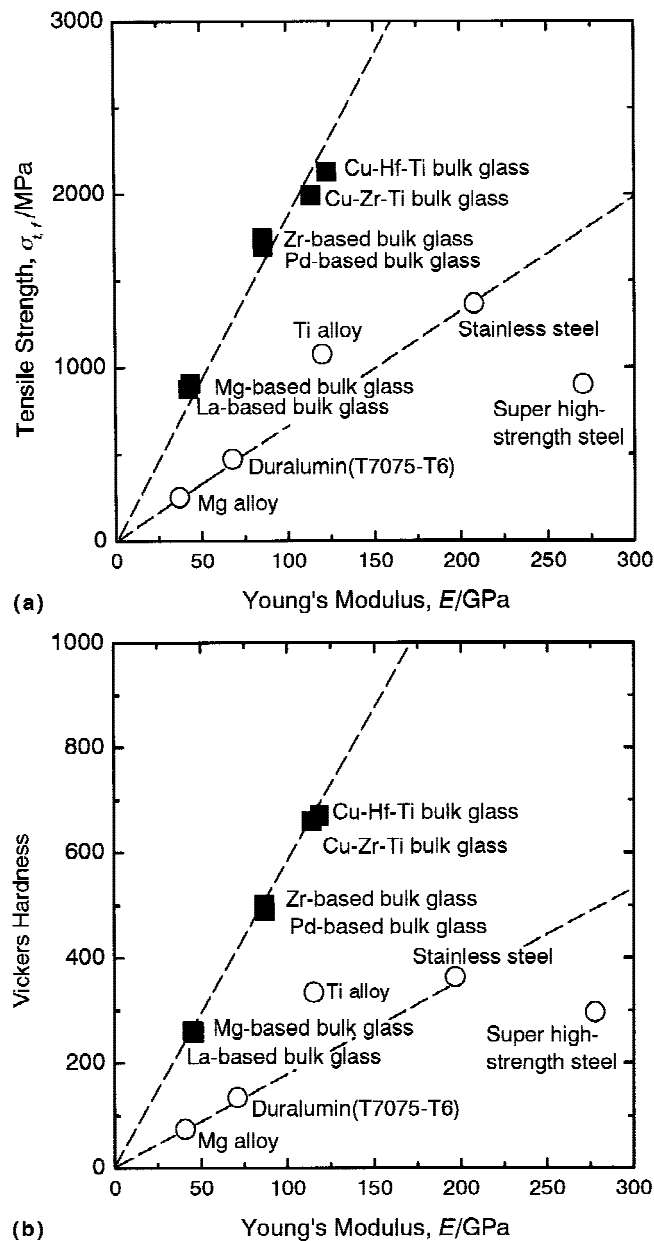 3000
2000
1000
0
Tensile Strength, σt,f /MPa
Cu-Hf-Ti bulk glass
Cu-Zr-Ti bulk glass
Zr-based bulk glass
Pd-based bulk glass
Ti alloy
Stainless steel
Mg-based bulk glass
La-based bulk glass
Super high-
strength steel
Duralumin(T7075-T6)
Mg alloy
0 50 100 150 200 250 300
(a) Young's Modulus, E/GPa
1000
800
600
400
200
0
Vickers Hardness
Cu-Hf-Ti bulk glass
Cu-Zr-Ti bulk glass
Zr-based bulk glass
Pd-based bulk glass
Stainless steel
Ti alloy
Mg-based bulk glass
La-based bulk glass
Super high-
strength steel
Duralumin(T7075-T6)
Mg alloy
0 50 100 150 200 250 300
(b) Young's Modulus, E/GPa